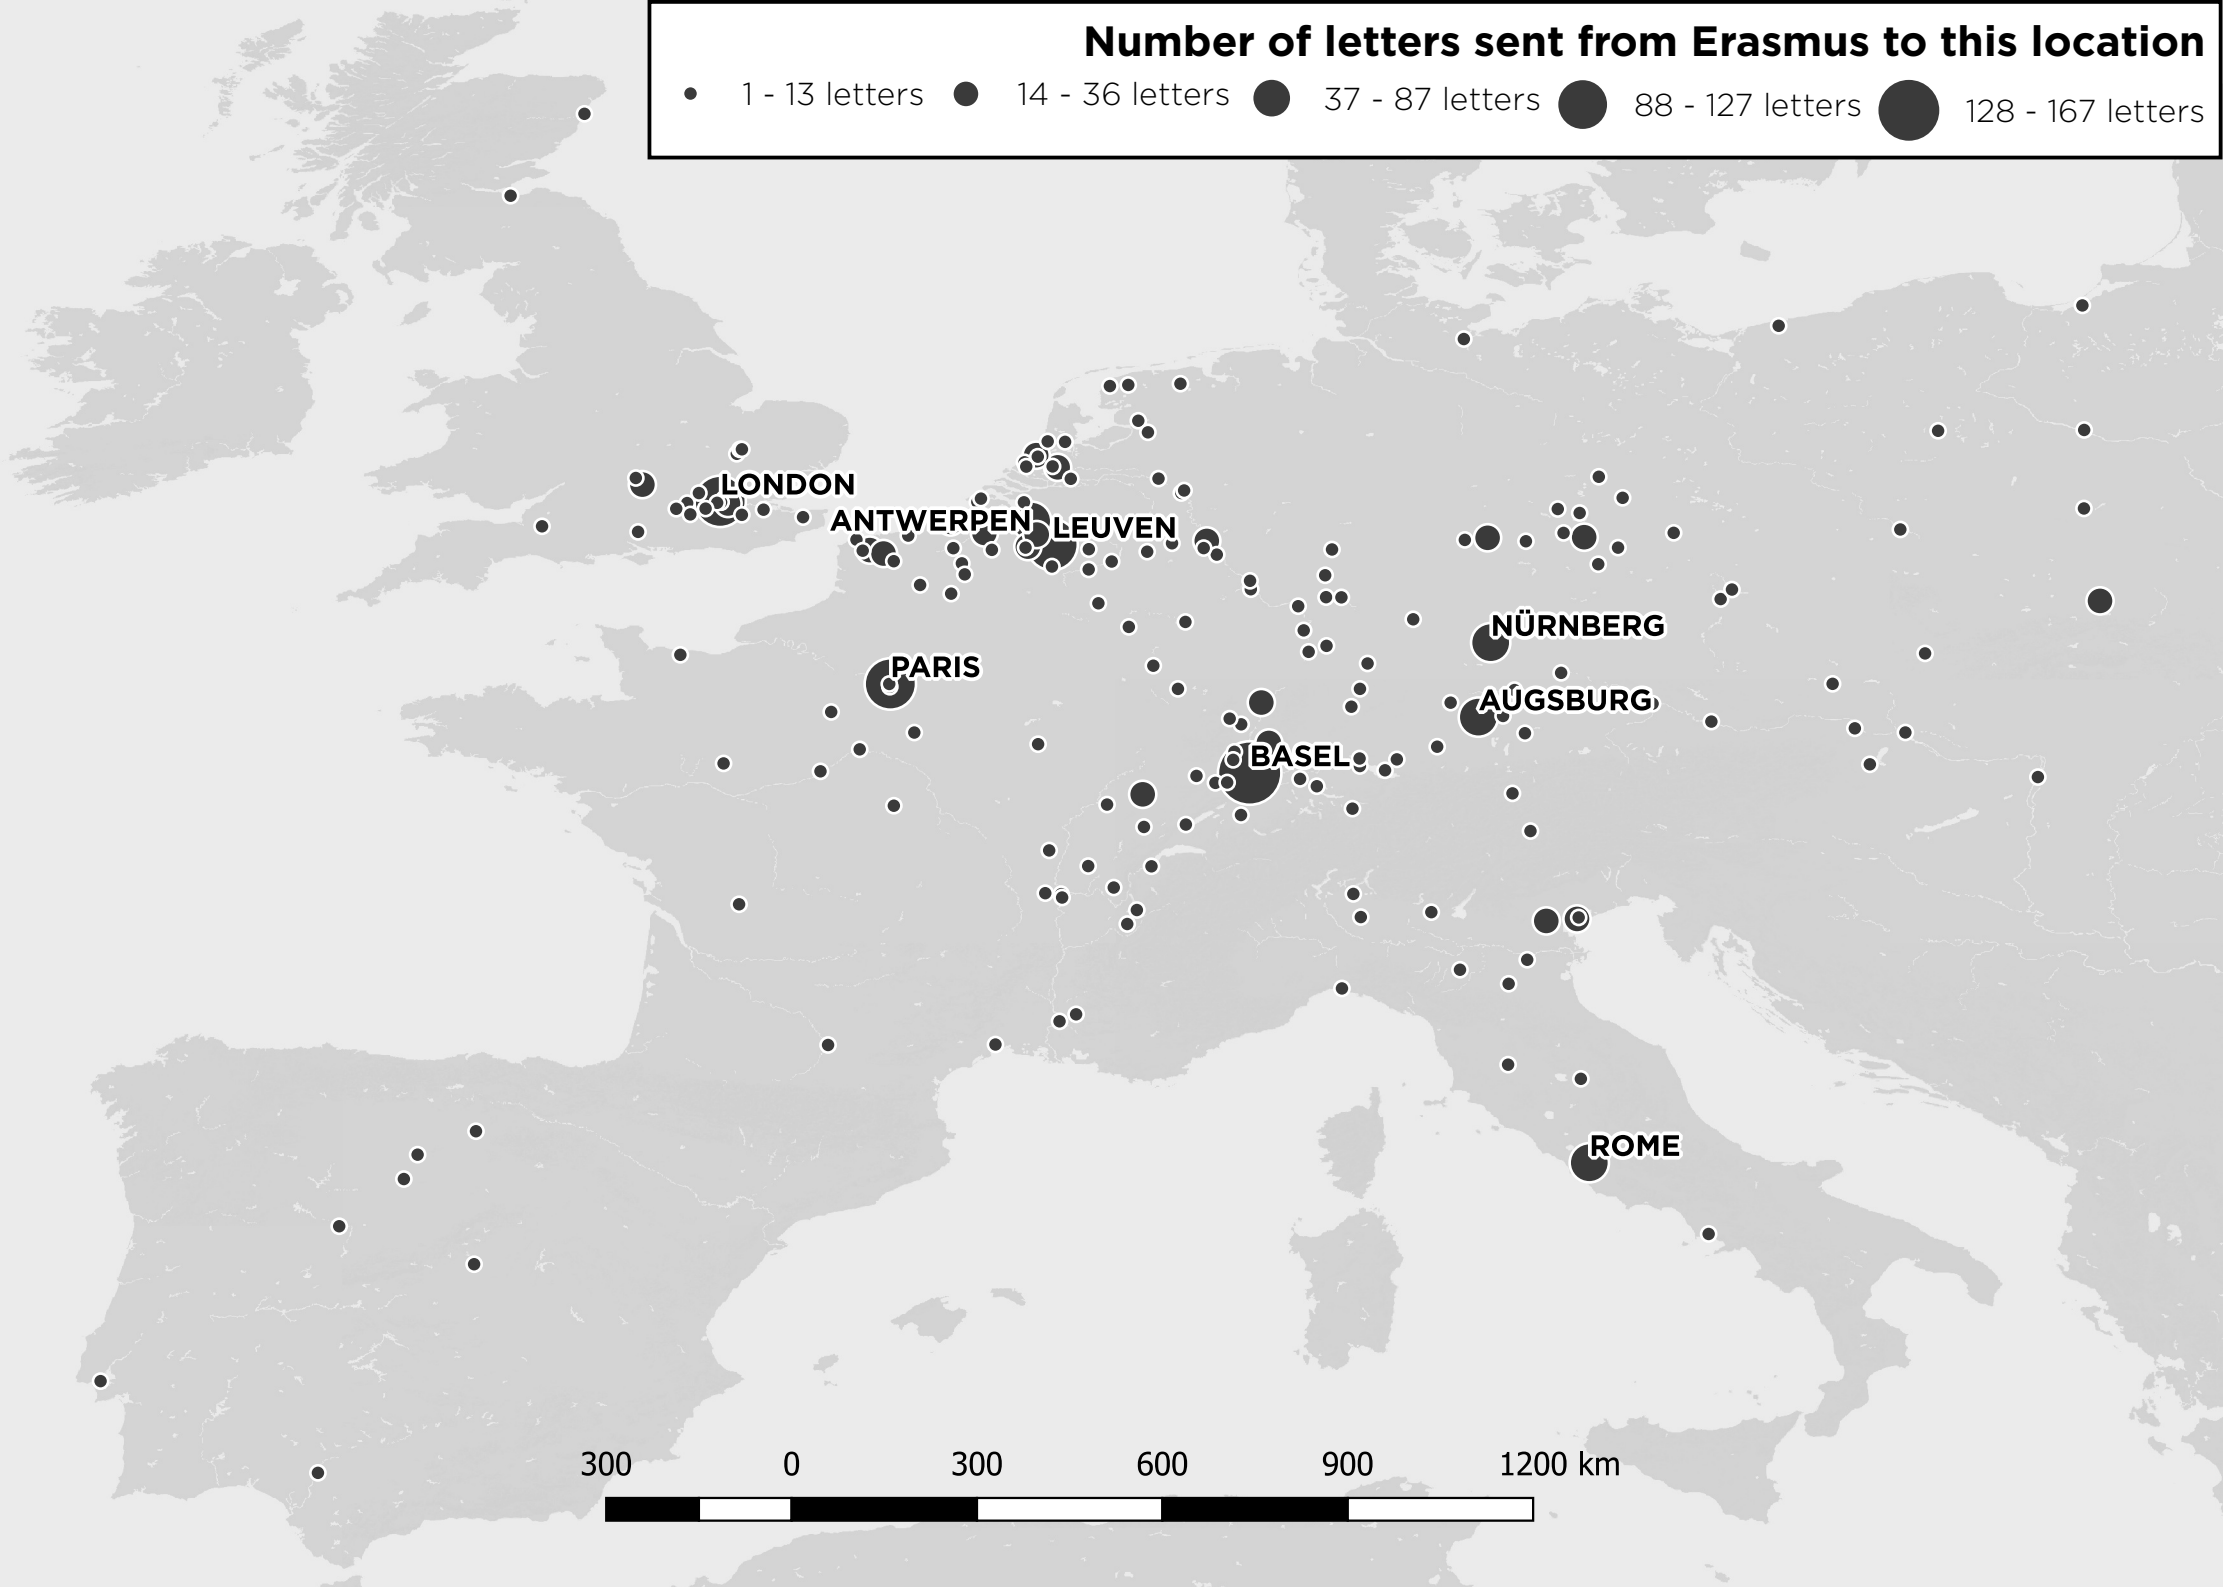 Number of letters sent from Erasmus to this location
1 - 13 letters 14 - 36 letters 37 - 87 letters 88 - 127 letters 128 - 167 letters
LONDON
ANTWERPEN
LEUVEN
NÜRNBERG
PARIS
AUGSBURG
BASEL
ROME
300 0 300 600 900 1200 km